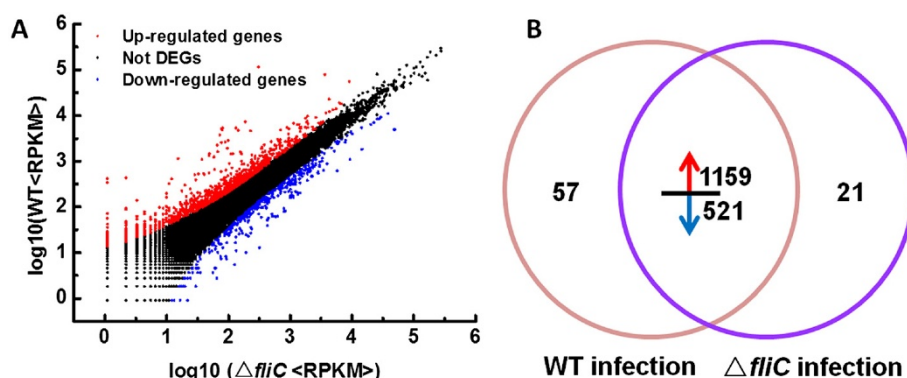 A
Up-regulated genes
Not DEGs
Down-regulated genes
log10(WT<RPKM>)
6
5
4
3
2
1
0
0 1 2 3 4 5 6
log10 (△fliC <RPKM>)
B
57
1159
521
21
WT infection
△fliC infection